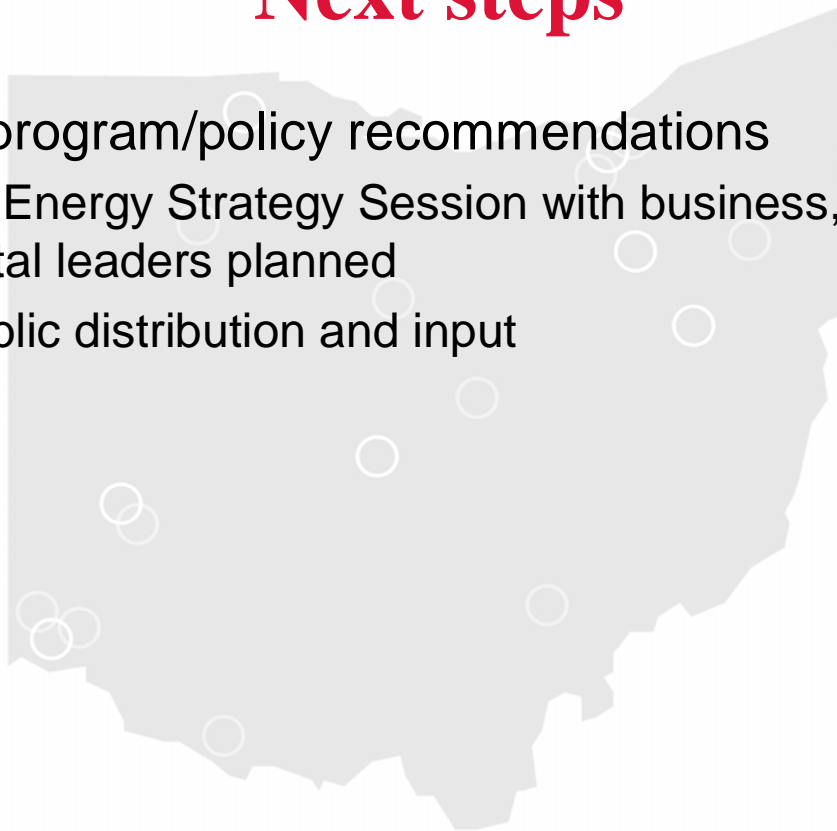 Next steps
program/policy recommendations
Energy Strategy Session with business,
tal leaders planned
blic distribution and input